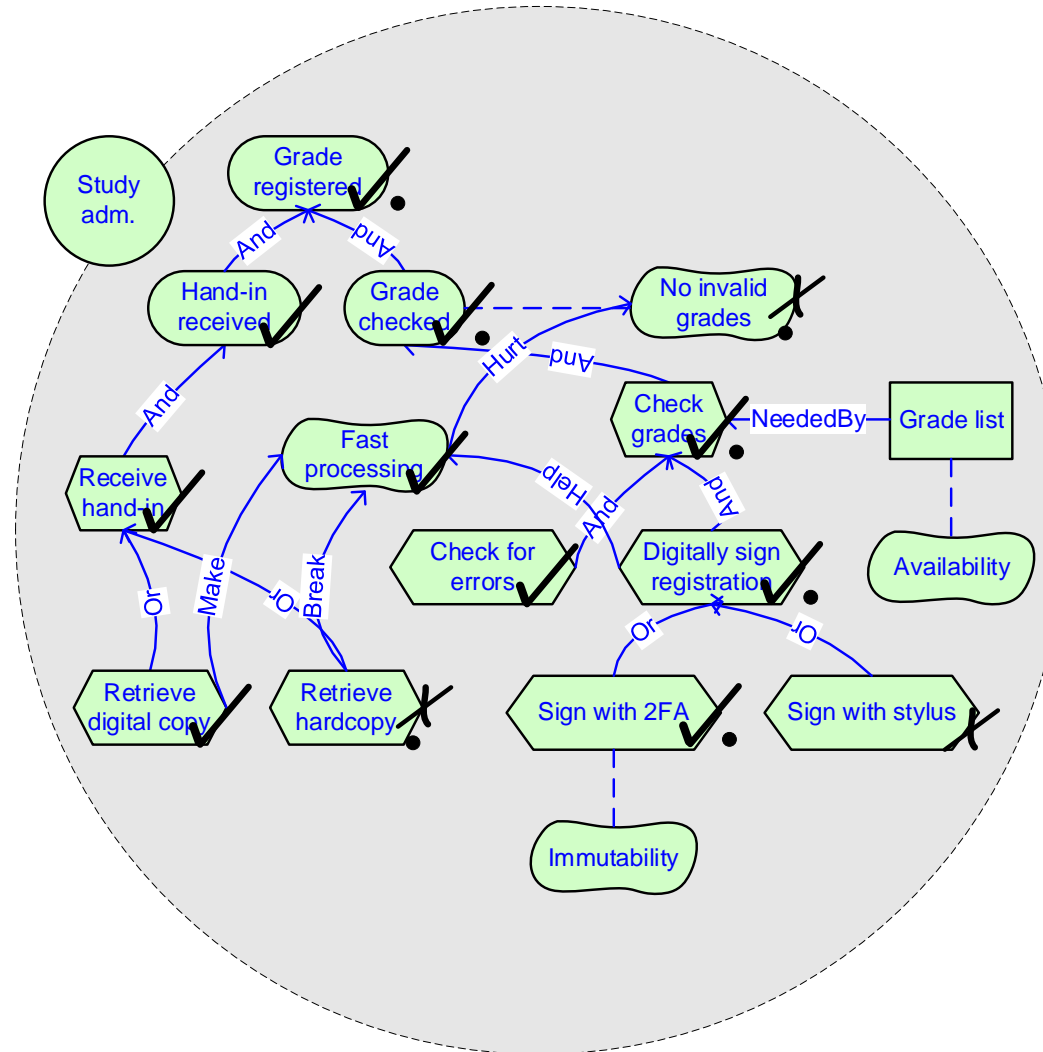 Grade
registered
Study
adm.
And
And
Hand-in
received
Grade
checked
No invalid
grades
Hurt
And
And
Check
grades
NeededBy
Grade list
Fast
processing
Receive
hand-in
Help
And
And
Check for
errors
Digitally sign
registration
Availability
Make
Break
Or
Or
Or
Or
Retrieve
digital copy
Retrieve
hardcopy
Sign with 2FA
Sign with stylus
Immutability